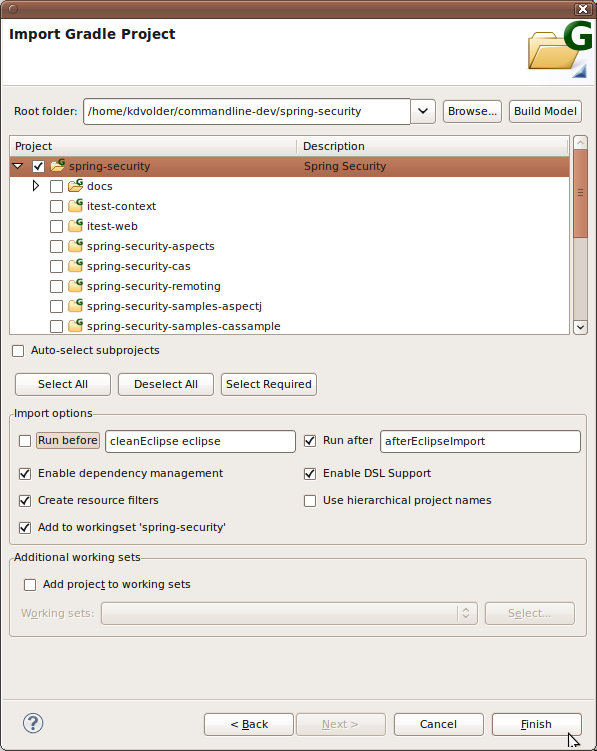 Import Gradle Project
G
Root folder: /home/kdvolder/commandline-dev/spring-security Browse... Build Model
Project Description
G spring-security Spring Security
G docs
G itest-context
G itest-web
G spring-security-aspects
G spring-security-cas
G spring-security-remoting
G spring-security-samples-aspectj
G spring-security-samples-cassample
Auto-select subprojects
Select All Deselect All Select Required
Import options
Run before cleanEclipse eclipse Run after afterEclipseImport
Enable dependency management Enable DSL Support
Create resource filters Use hierarchical project names
Add to workingset 'spring-security'
Additional working sets
Add project to working sets
Working sets: Select...
? < Back Next > Cancel Finish